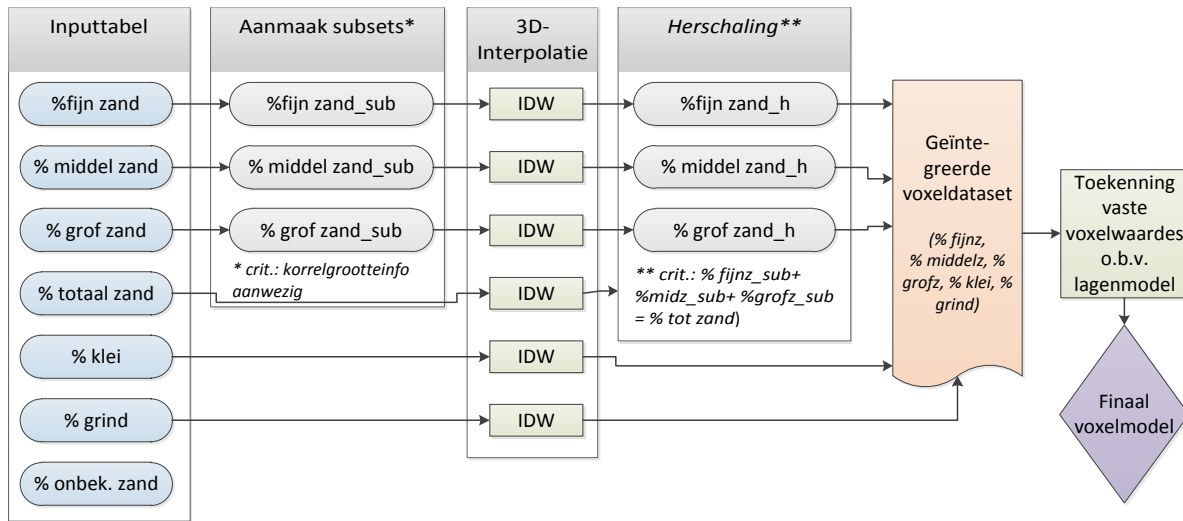 Inputtabel
%fijn zand
% middel zand
% grof zand
% totaal zand
% klei
% grind
% onbek. zand
Aanmaak subsets*
%fijn zand_sub
% middel zand_sub
% grof zand_sub
* crit.: korrelgrootteinfo
aanwezig
3D-
Interpolatie
IDW
IDW
IDW
IDW
IDW
IDW
Herschaling**
%fijn zand_h
% middel zand_h
% grof zand_h
** crit.: % fijnz_sub+
%midz_sub+ %grofz_sub
= % tot zand)
Geïnte-
greerde
voxeldataset
(% fijnz,
% middelz, %
grofz, % klei, %
grind)
Toekenning
vaste
voxelwaardes
o.b.v.
lagenmodel
Finaal
voxelmodel